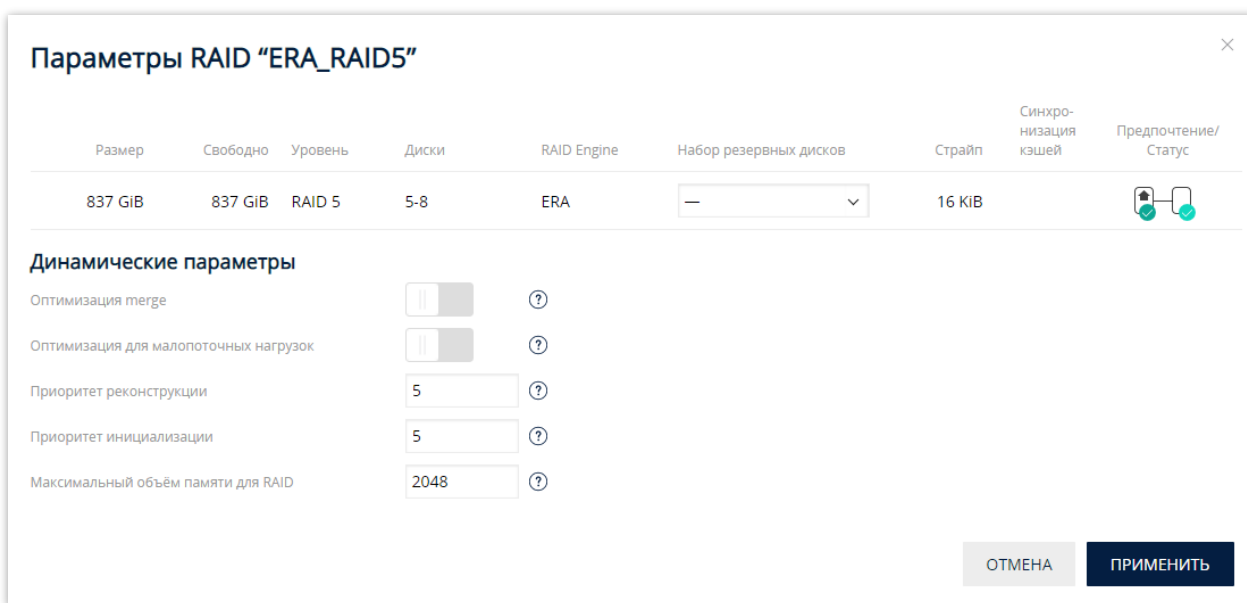 Параметры RAID “ERA_RAID5”
Размер Свободно Уровень Диски RAID Engine Набор резервных дисков Страйп Синхро-
низация
кэшей Предпочтение/
Статус
837 GiB 837 GiB RAID 5 5-8 ERA — 16 KiB
Динамические параметры
Оптимизация merge ?
Оптимизация для малопоточных нагрузок ?
Приоритет реконструкции 5 ?
Приоритет инициализации 5 ?
Максимальный объём памяти для RAID 2048 ?
ОТМЕНА ПРИМЕНИТЬ